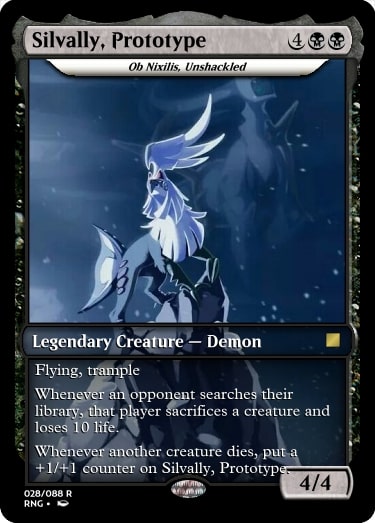 Silvally, Prototype 4
Ob Nixilis, Unshackled
Legendary Creature — Demon
Flying, trample
Whenever an opponent searches their
library, that player sacrifices a creature and
loses 10 life.
Whenever another creature dies, put a
+1/+1 counter on Silvally, Prototype.
4/4
028/088 R
RNG •